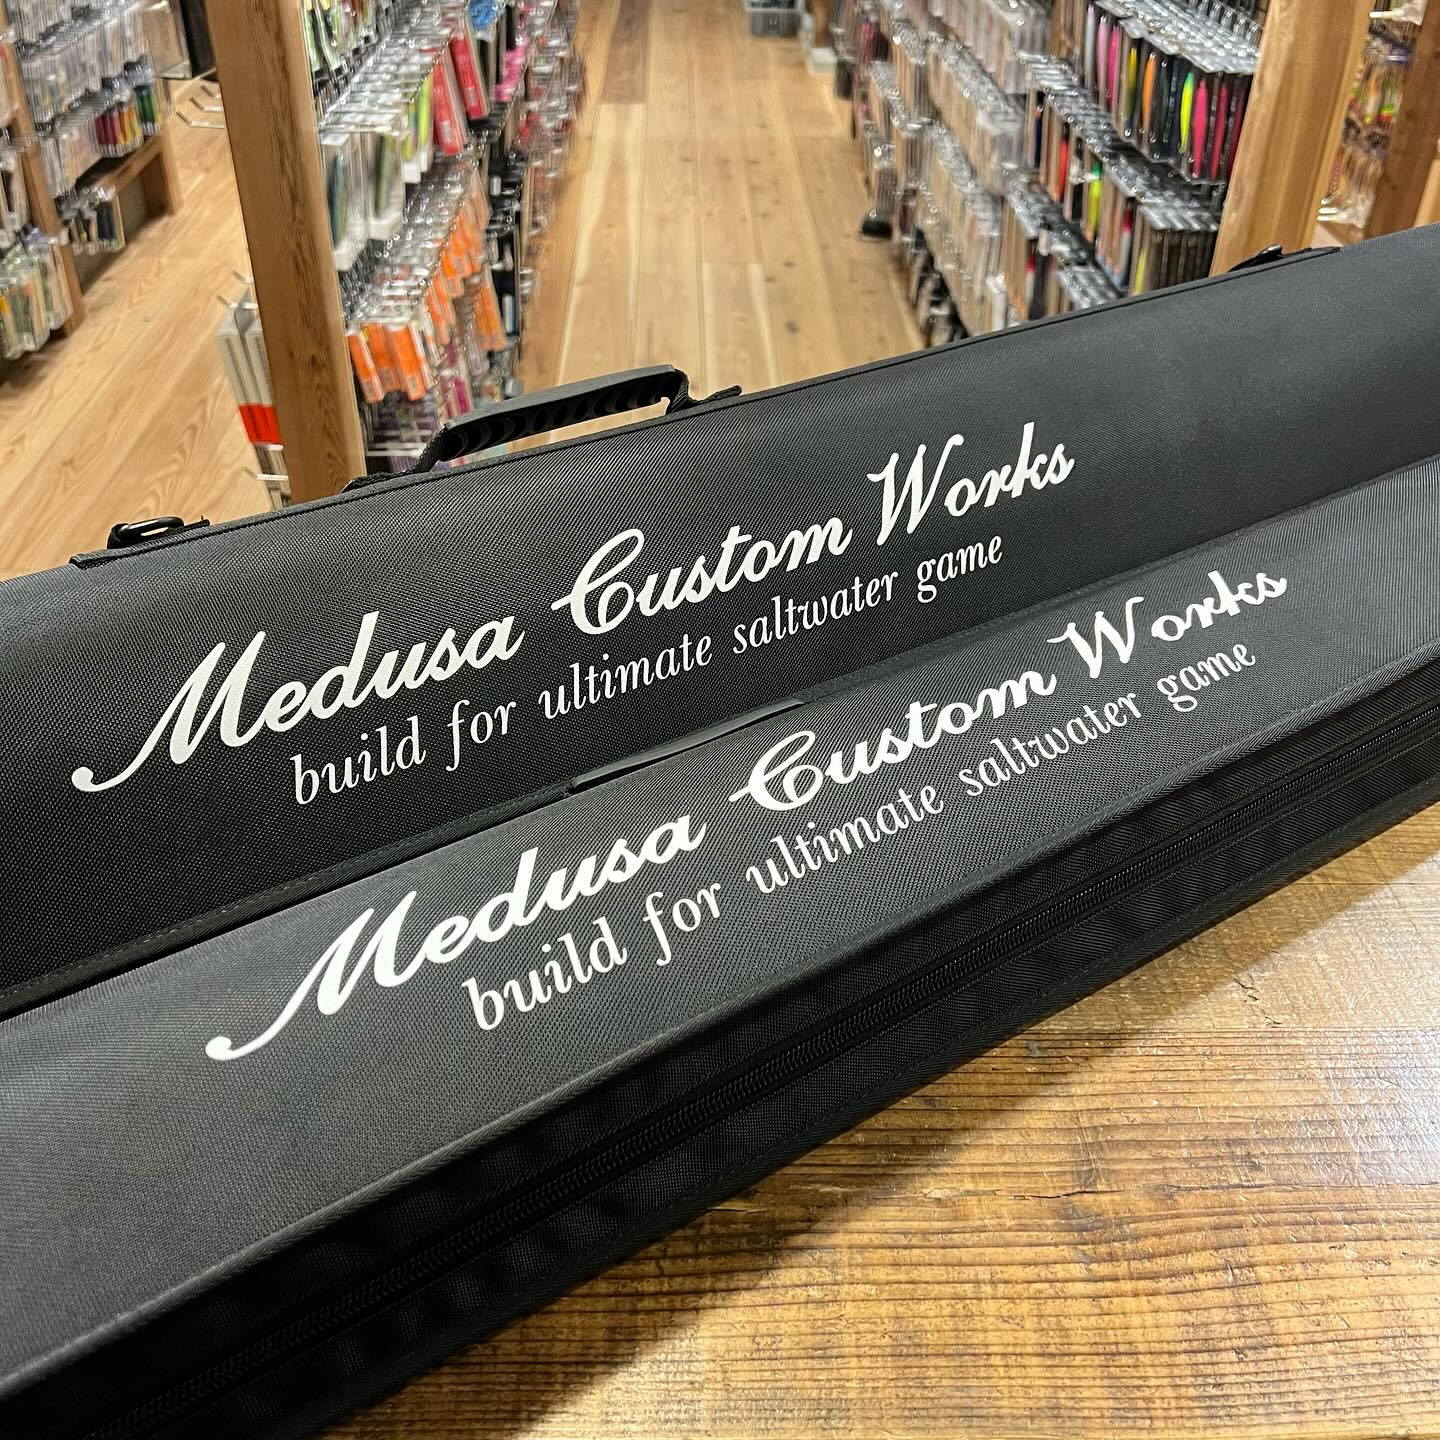 Medusa Custom Works
build for ultimate saltwater game
Medusa Custom Works
build for ultimate saltwater game